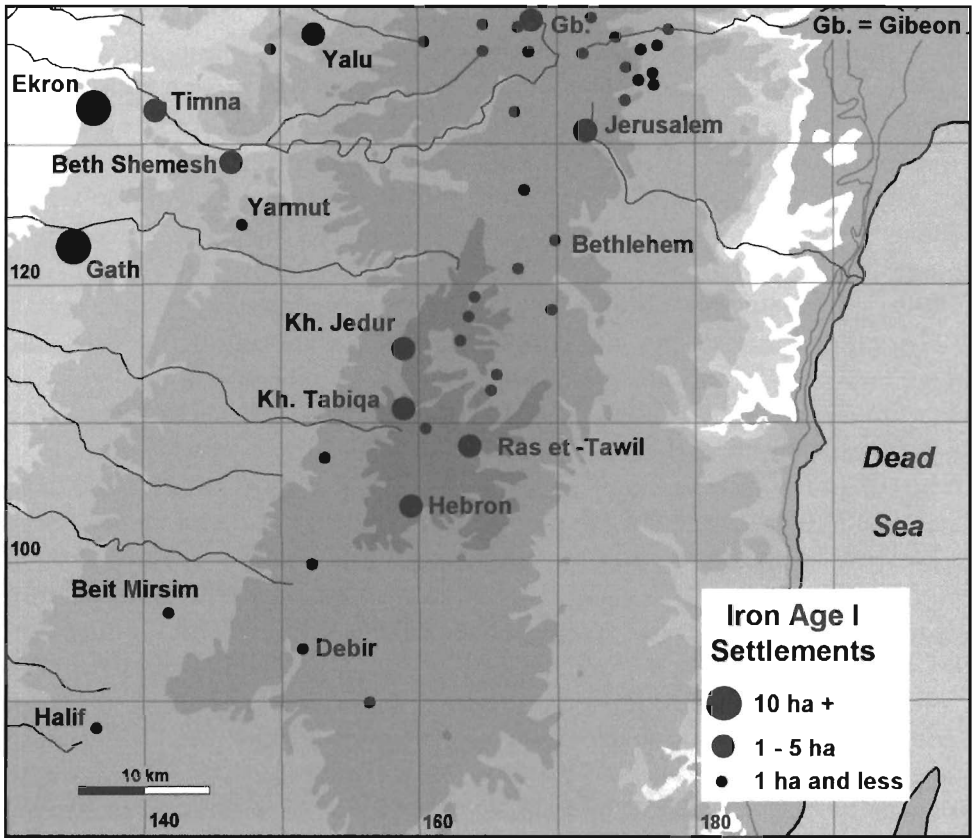 Gb.
Gb. = Gibeon
Yalu
Ekron
Timna
Jerusalem
Beth Shemesh
Yarmut
Bethlehem
Gath
120
Kh. Jedur
Kh. Tabiqa
Ras et -Tawil
Dead
Sea
Hebron
100
Beit Mirsim
Debir
Halif
Iron Age I
Settlements
10 ha +
1 - 5 ha
1 ha and less
10 km
140
160
180